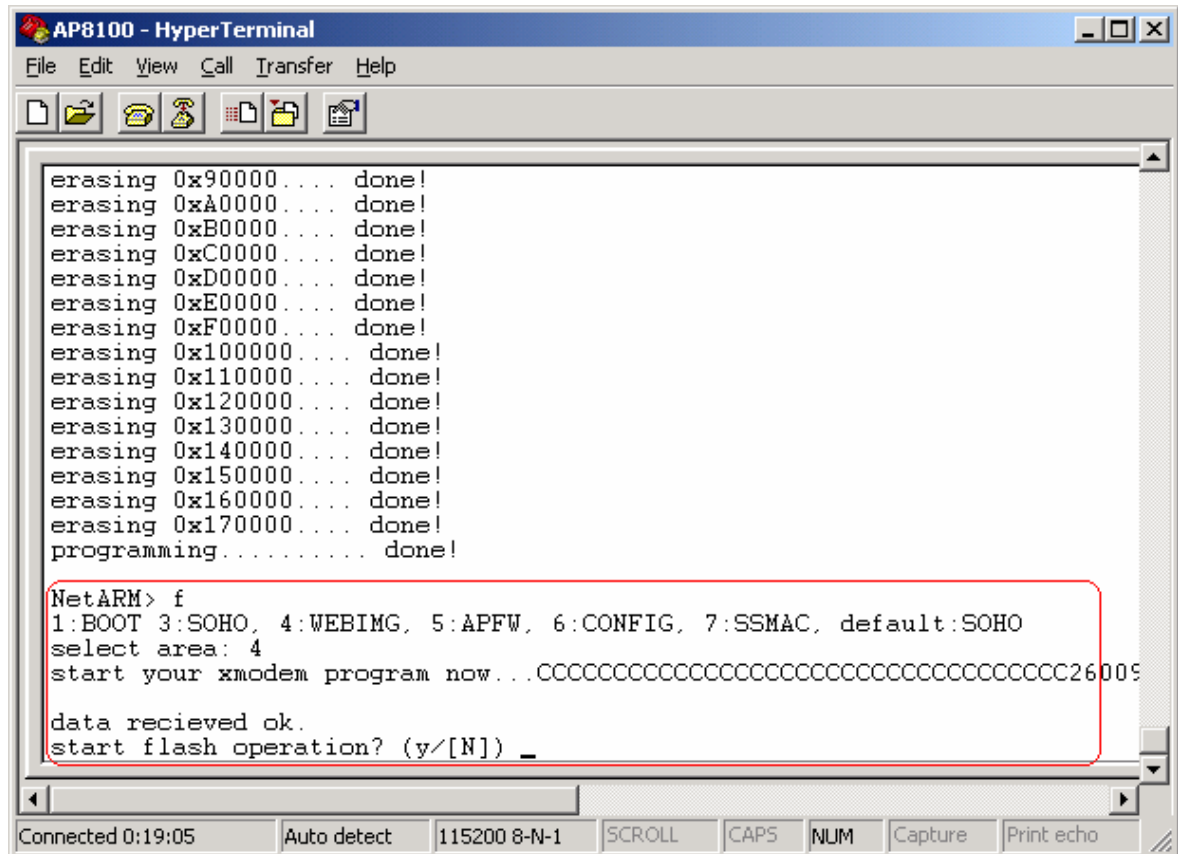 AP8100 - HyperTerminal
File Edit View Call Transfer Help
erasing 0x90000.... done!
erasing 0xA0000.... done!
erasing 0xB0000.... done!
erasing 0xC0000.... done!
erasing 0xD0000.... done!
erasing 0xE0000.... done!
erasing 0xF0000.... done!
erasing 0x100000.... done!
erasing 0x110000.... done!
erasing 0x120000.... done!
erasing 0x130000.... done!
erasing 0x140000.... done!
erasing 0x150000.... done!
erasing 0x160000.... done!
erasing 0x170000.... done!
programming.......... done!
NetARM> f
1:BOOT 3:SOHO, 4:WEBIMG, 5:APFW, 6:CONFIG, 7:SSMAC, default:SOHO
select area: 4
start your xmodem program now...CCCCCCCCCCCCCCCCCCCCCCCCCCCCCCCCCCC26009
data recieved ok.
start flash operation? (y/[N]) _
Connected 0:19:05 Auto detect 115200 8-N-1 SCROLL CAPS NUM Capture Print echo